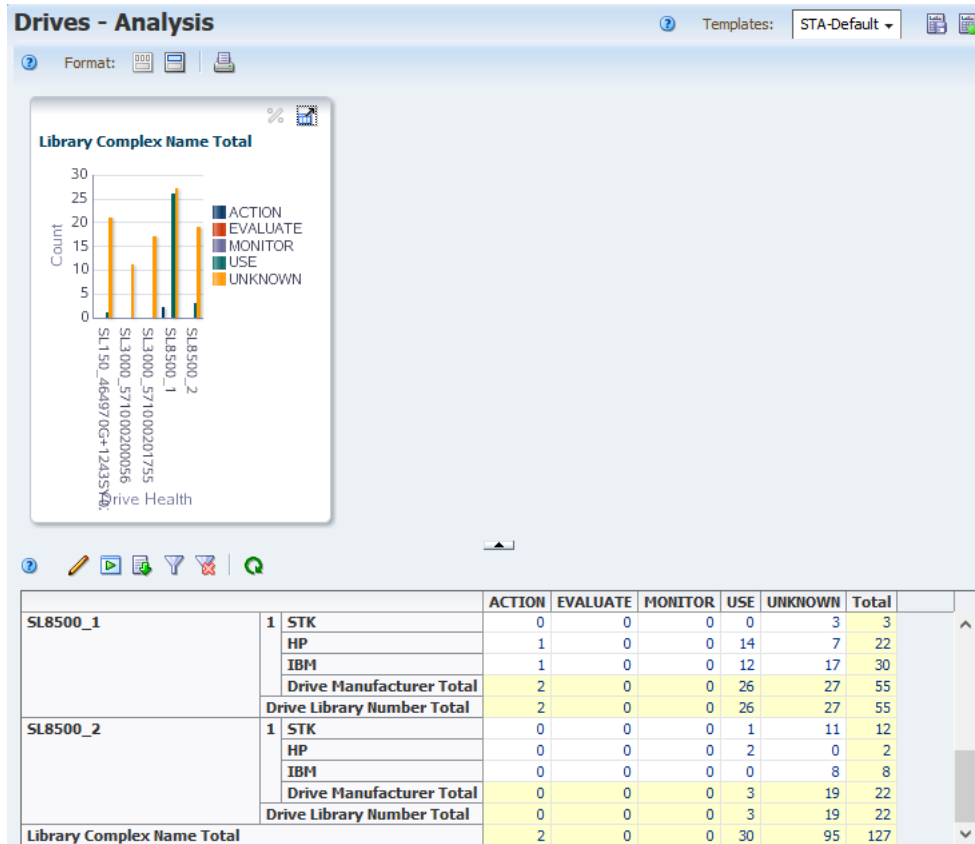 Drives - Analysis
Templates: STA-Default
Format:
Library Complex Name Total
30
25
20
15
10
5
0
Count
ACTION
EVALUATE
MONITOR
USE
UNKNOWN
SL3000_571000200056
SL3000_571000201755
SL8500_1
SL8500_2
Drive Health
ACTION EVALUATE MONITOR USE UNKNOWN Total
SL8500_1 1 STK 0 0 0 0 3 3
HP 1 0 0 14 7 22
IBM 1 0 0 12 17 30
Drive Manufacturer Total 2 0 0 26 27 55
Drive Library Number Total 2 0 0 26 27 55
SL8500_2 1 STK 0 0 0 1 11 12
HP 0 0 0 2 0 2
IBM 0 0 0 0 8 8
Drive Manufacturer Total 0 0 0 3 19 22
Drive Library Number Total 0 0 0 3 19 22
Library Complex Name Total 2 0 0 30 95 127